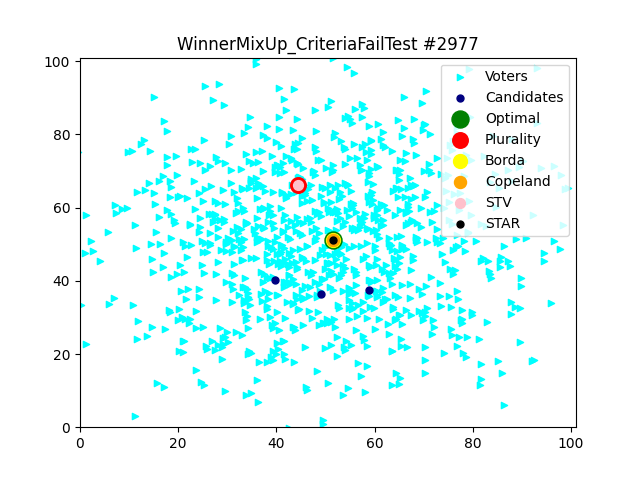 WinnerMixUp_CriteriaFailTest #2977
100
80
60
40
20
0
0 20 40 60 80 100
Voters
Candidates
Optimal
Plurality
Borda
Copeland
STV
STAR